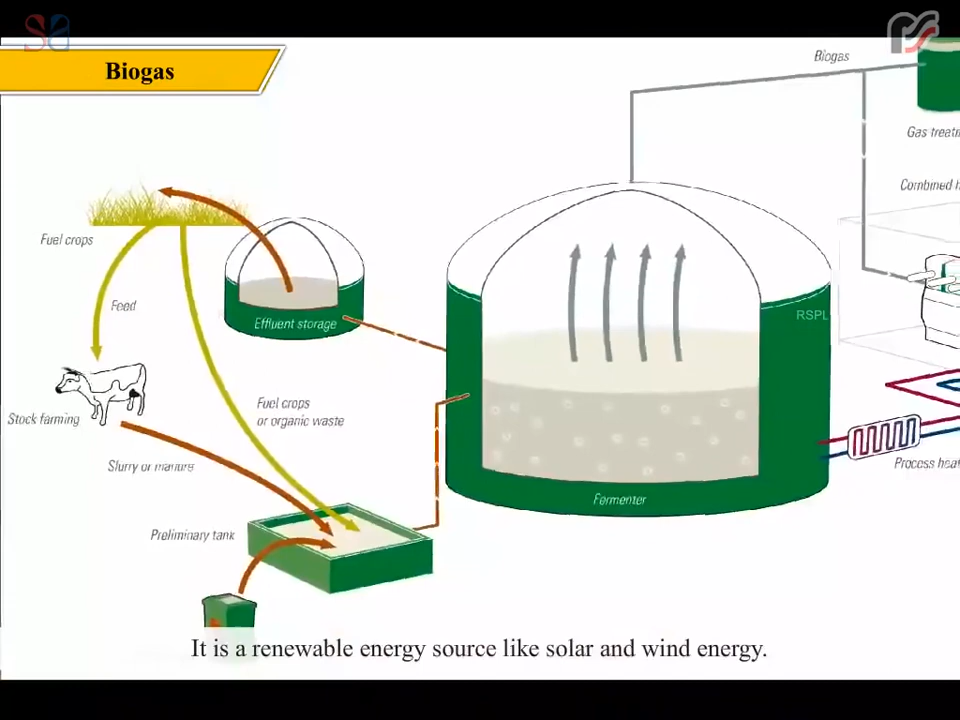 Biogas
Biogas
Gas treatm
Combined h
Fuel crops
Feed
Effluent storage
RSPL
Stock farming
Fuel crops
or organic waste
Slurry or manure
Process heat
Preliminary tank
Fermenter
It is a renewable energy source like solar and wind energy.